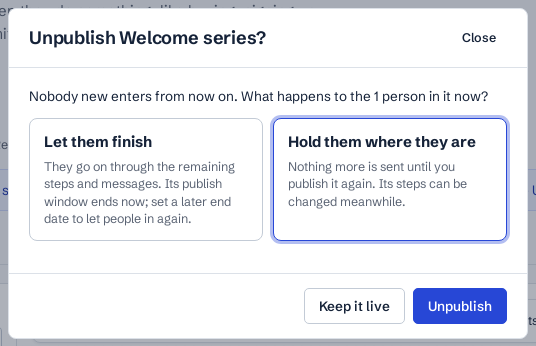 Unpublish Welcome series?
Close
Nobody new enters from now on. What happens to the 1 person in it now?
Let them finish
They go on through the remaining
steps and messages. Its publish
window ends now; set a later end
date to let people in again.
Hold them where they are
Nothing more is sent until you
publish it again. Its steps can be
changed meanwhile.
Keep it live
Unpublish